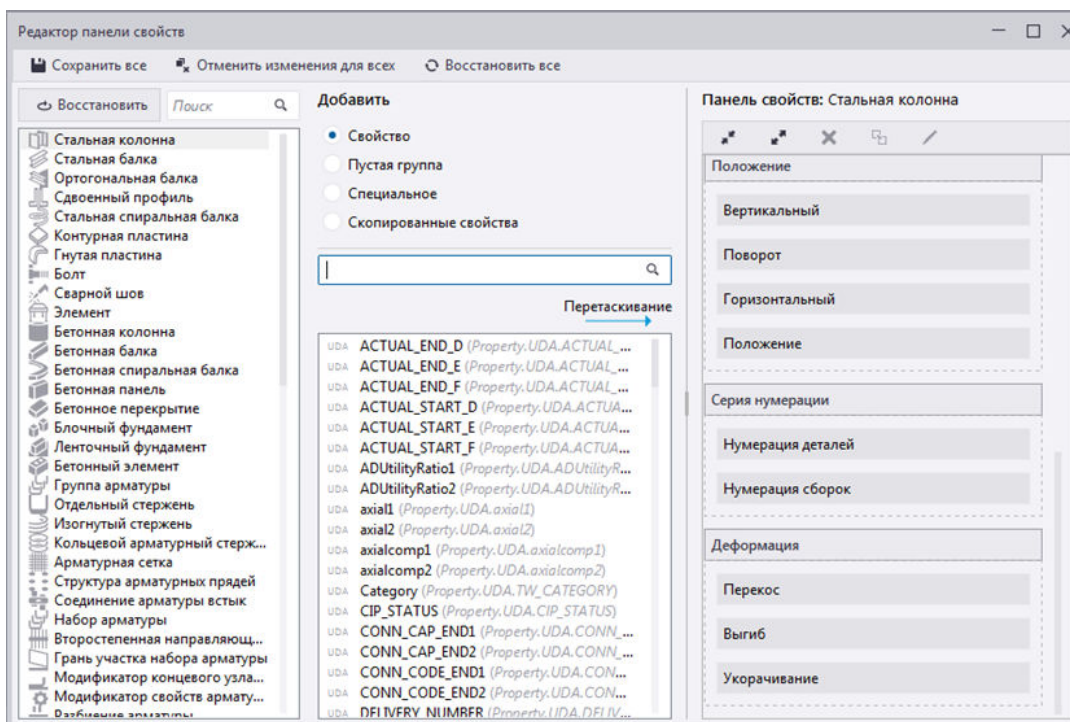 Редактор панели свойств
Сохранить все Отменить изменения для всех Восстановить все
Восстановить Поиск
Стальная колонна
Стальная балка
Ортогональная балка
Сдвоенный профиль
Стальная спиральная балка
Контурная пластина
Гнутая пластина
Болт
Сварной шов
Элемент
Бетонная колонна
Бетонная балка
Бетонная спиральная балка
Бетонная панель
Бетонное перекрытие
Блочный фундамент
Ленточный фундамент
Бетонный элемент
Группа арматуры
Отдельный стержень
Изогнутый стержень
Кольцевой арматурный стерж...
Арматурная сетка
Структура арматурных прядей
Соединение арматуры встык
Набор арматуры
Второстепенная направляющ...
Грань участка набора арматуры
Модификатор концевого узла...
Модификатор свойств армату...
Разбиение арматуры
Добавить
Свойство
Пустая группа
Специальное
Скопированные свойства
Перетаскивание
UDA ACTUAL_END_D (Property.UDA.ACTUAL_...
UDA ACTUAL_END_E (Property.UDA.ACTUAL_...
UDA ACTUAL_END_F (Property.UDA.ACTUAL_...
UDA ACTUAL_START_D (Property.UDA.ACTUA...
UDA ACTUAL_START_E (Property.UDA.ACTUA...
UDA ACTUAL_START_F (Property.UDA.ACTUA...
UDA ADUtilityRatio1 (Property.UDA.ADUtilityR...
UDA ADUtilityRatio2 (Property.UDA.ADUtilityR...
UDA axial1 (Property.UDA.axial1)
UDA axial2 (Property.UDA.axial2)
UDA axialcomp1 (Property.UDA.axialcomp1)
UDA axialcomp2 (Property.UDA.axialcomp2)
UDA Category (Property.UDA.TW_CATEGORY)
UDA CIP_STATUS (Property.UDA.CIP_STATUS)
UDA CONN_CAP_END1 (Property.UDA.CONN_...
UDA CONN_CAP_END2 (Property.UDA.CONN_...
UDA CONN_CODE_END1 (Property.UDA.CON...
UDA CONN_CODE_END2 (Property.UDA.CON...
UDA DELIVERY_NUMBER (Property.UDA.DELIV...
Панель свойств: Стальная колонна
Положение
Вертикальный
Поворот
Горизонтальный
Положение
Серия нумерации
Нумерация деталей
Нумерация сборок
Деформация
Перекос
Выгиб
Укорачивание